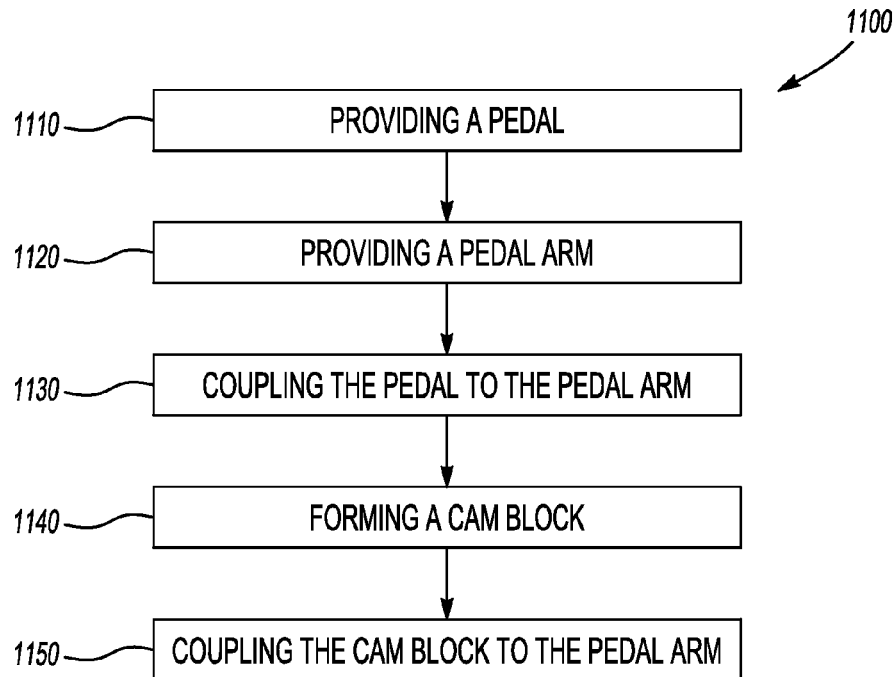 1100
1110 PROVIDING A PEDAL
1120 PROVIDING A PEDAL ARM
1130 COUPLING THE PEDAL TO THE PEDAL ARM
1140 FORMING A CAM BLOCK
1150 COUPLING THE CAM BLOCK TO THE PEDAL ARM